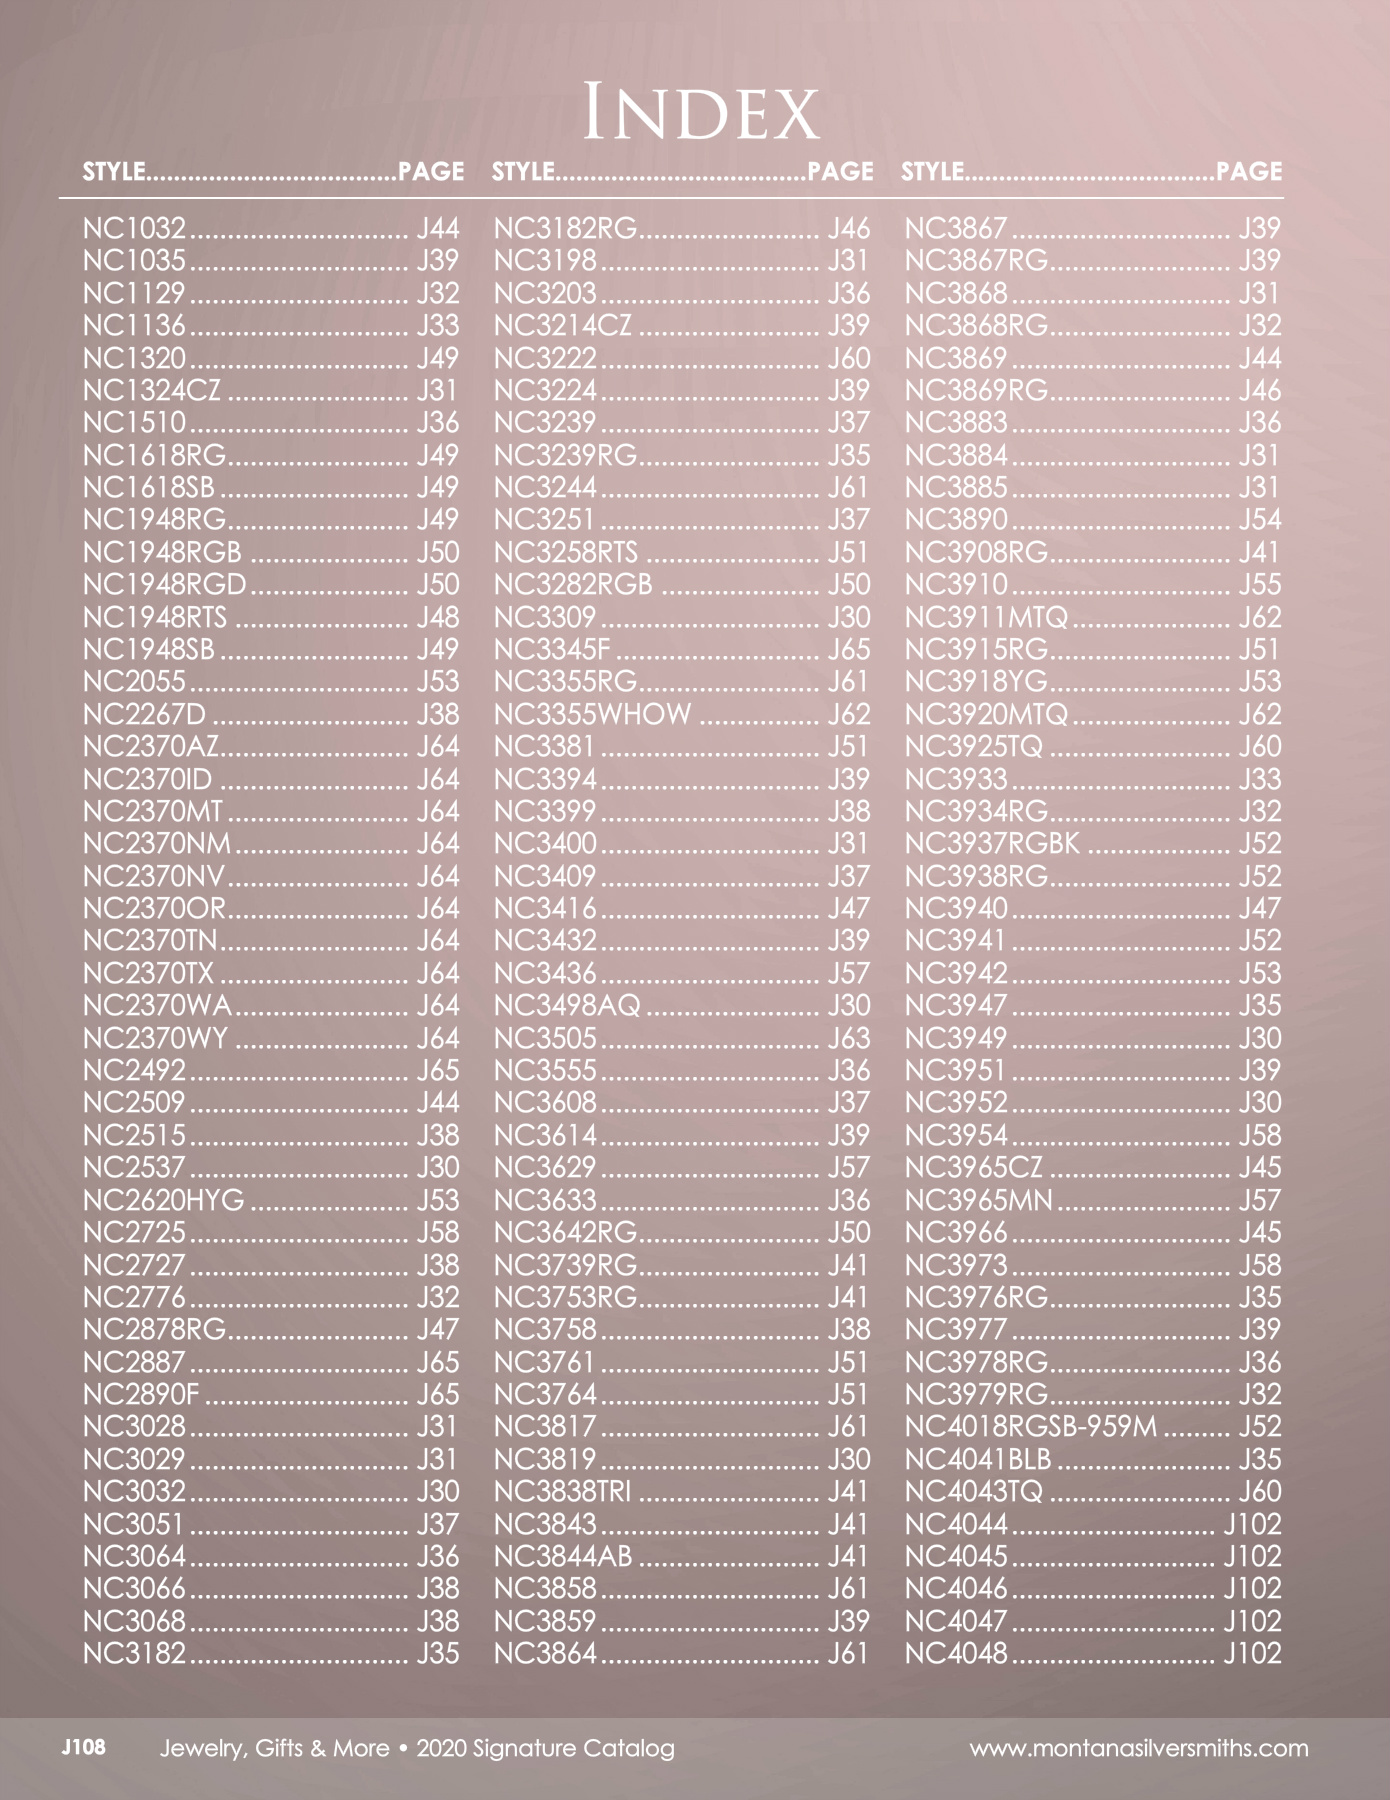 INDEX
STYLE....................................PAGE
NC1032............................. J44
NC1035............................. J39
NC1129............................. J32
NC1136............................. J33
NC1320............................. J49
NC1324CZ........................ J31
NC1510............................. J36
NC1618RG........................ J49
NC1618SB......................... J49
NC1948RG........................ J49
NC1948RGB ..................... J50
NC1948RGD..................... J50
NC1948RTS ....................... J48
NC1948SB......................... J49
NC2055............................. J53
NC2267D .......................... J38
NC2370AZ......................... J64
NC2370ID ......................... J64
NC2370MT........................ J64
NC2370NM....................... J64
NC2370NV........................ J64
NC2370OR........................ J64
NC2370TN......................... J64
NC2370TX ......................... J64
NC2370WA....................... J64
NC2370WY ....................... J64
NC2492............................. J65
NC2509............................. J44
NC2515............................. J38
NC2537............................. J30
NC2620HYG ..................... J53
NC2725............................. J58
NC2727............................. J38
NC2776............................. J32
NC2878RG........................ J47
NC2887............................. J65
NC2890F........................... J65
NC3028............................. J31
NC3029............................. J31
NC3032............................. J30
NC3051............................. J37
NC3064............................. J36
NC3066............................. J38
NC3068............................. J38
NC3182............................. J35
STYLE....................................PAGE
NC3182RG........................ J46
NC3198............................. J31
NC3203............................. J36
NC3214CZ ........................ J39
NC3222............................. J60
NC3224............................. J39
NC3239............................. J37
NC3239RG........................ J35
NC3244............................. J61
NC3251............................. J37
NC3258RTS ....................... J51
NC3282RGB ..................... J50
NC3309............................. J30
NC3345F........................... J65
NC3355RG........................ J61
NC3355WHOW ................ J62
NC3381............................. J51
NC3394............................. J39
NC3399............................. J38
NC3400............................. J31
NC3409............................. J37
NC3416............................. J47
NC3432............................. J39
NC3436............................. J57
NC3498AQ....................... J30
NC3505............................. J63
NC3555............................. J36
NC3608............................. J37
NC3614............................. J39
NC3629............................. J57
NC3633............................. J36
NC3642RG........................ J50
NC3739RG........................ J41
NC3753RG........................ J41
NC3758............................. J38
NC3761............................. J51
NC3764............................. J51
NC3817............................. J61
NC3819............................. J30
NC3838TRI ........................ J41
NC3843............................. J41
NC3844AB ........................ J41
NC3858............................. J61
NC3859............................. J39
NC3864............................. J61
STYLE....................................PAGE
NC3867............................. J39
NC3867RG........................ J39
NC3868............................. J31
NC3868RG........................ J32
NC3869............................. J44
NC3869RG........................ J46
NC3883............................. J36
NC3884............................. J31
NC3885............................. J31
NC3890............................. J54
NC3908RG........................ J41
NC3910............................. J55
NC3911MTQ..................... J62
NC3915RG........................ J51
NC3918YG........................ J53
NC3920MTQ..................... J62
NC3925TQ ........................ J60
NC3933............................. J33
NC3934RG........................ J32
NC3937RGBK ................... J52
NC3938RG........................ J52
NC3940............................. J47
NC3941............................. J52
NC3942............................. J53
NC3947............................. J35
NC3949............................. J30
NC3951............................. J39
NC3952............................. J30
NC3954............................. J58
NC3965CZ ........................ J45
NC3965MN....................... J57
NC3966............................. J45
NC3973............................. J58
NC3976RG........................ J35
NC3977............................. J39
NC3978RG........................ J36
NC3979RG........................ J32
NC4018RGSB-959M ......... J52
NC4041BLB ....................... J35
NC4043TQ ........................ J60
NC4044........................... J102
NC4045........................... J102
NC4046........................... J102
NC4047........................... J102
NC4048........................... J102
J108 Jewelry, Gifts & More • 2020 Signature Catalog www.montanasilversmiths.com